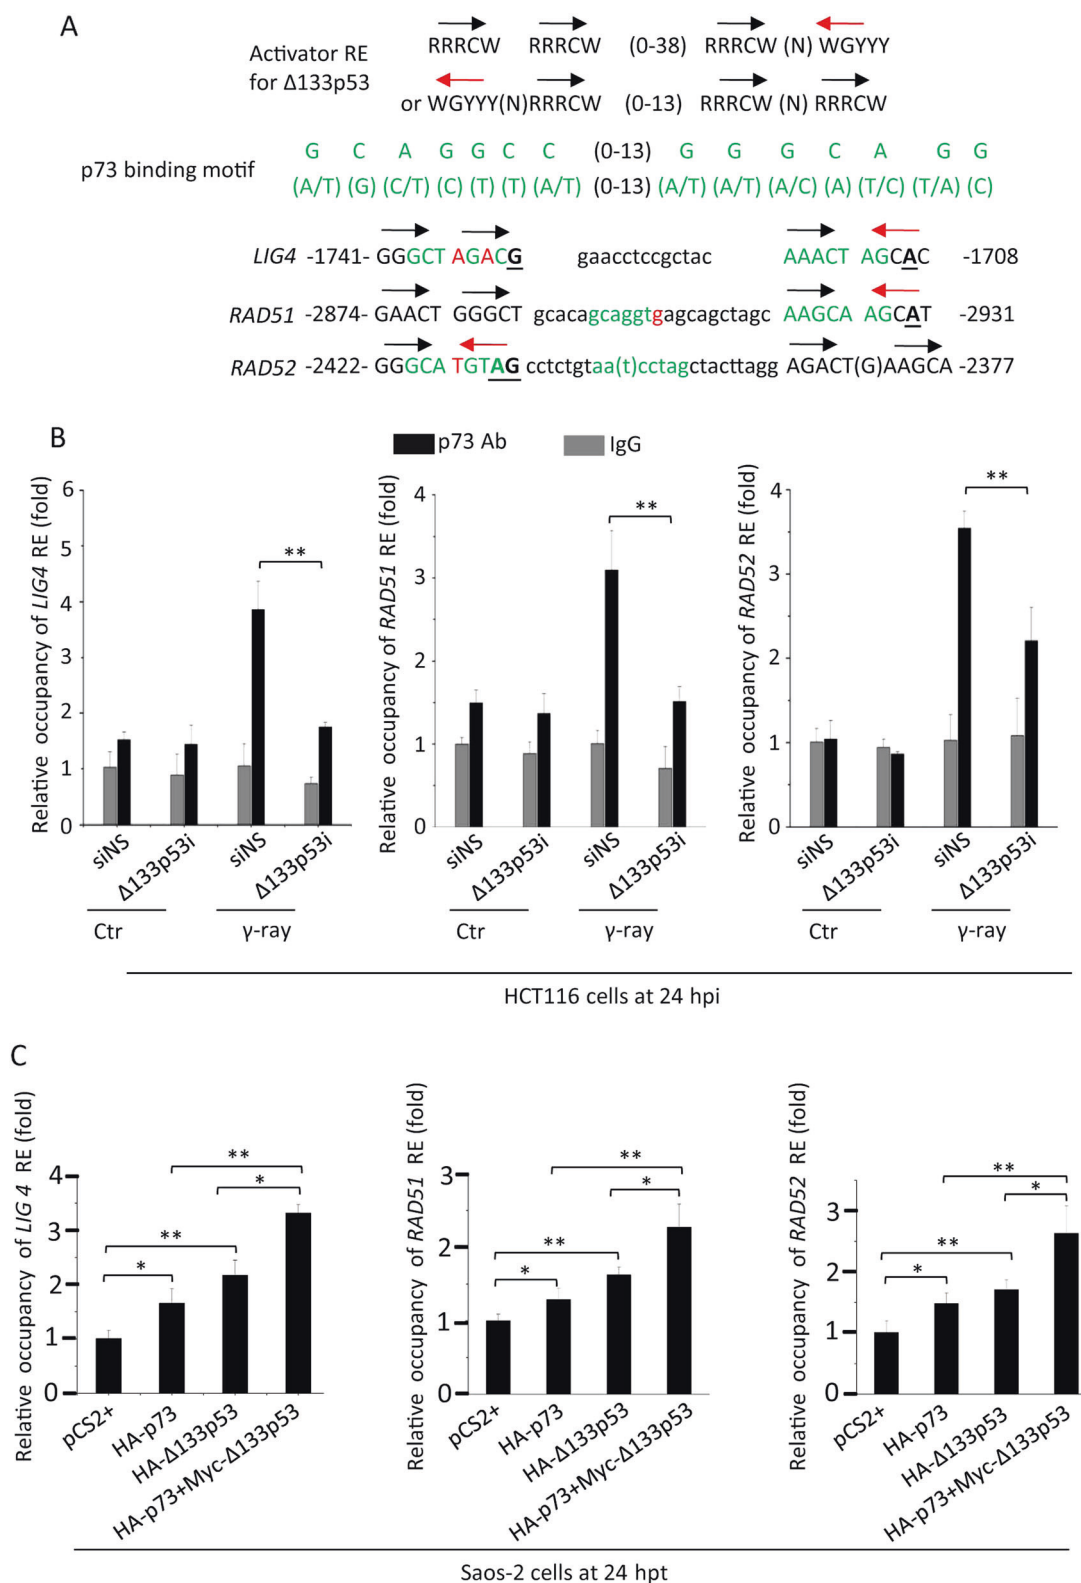 A
Activator RE
for Δ133p53
RRRCW RRRCW (0-38) RRRCW (N) WGYYY
or WGYYY(N)RRRCW (0-13) RRRCW (N) RRRCW
p73 binding motif
G C A G G C C (0-13) G G G C A G G
(A/T) (G) (C/T) (C) (T) (T) (A/T) (0-13) (A/T) (A/T) (A/C) (A) (T/C) (T/A) (C)
LIG4 -1741- GGGCT AGACG gaacctccgctac AAACT AGCAC -1708
RAD51 -2874- GAACT GGGCT gcacagcaggtgagcagctagc AAGCA AGCAT -2931
RAD52 -2422- GGGCA TGTAG cctctgtaa(t)cctagctacttagg AGACT(G)AAGCA -2377
B
p73 Ab IgG
Relative occupancy of LIG4 RE (fold)
6
5
4
3
2
1
0
**
siNS Δ133p53i siNS Δ133p53i
Ctr γ-ray
Relative occupancy of RAD51 RE (fold)
4
3
2
1
0
**
siNS Δ133p53i siNS Δ133p53i
Ctr γ-ray
Relative occupancy of RAD52 RE (fold)
4
3
2
1
0
**
siNS Δ133p53i siNS Δ133p53i
Ctr γ-ray
HCT116 cells at 24 hpi
C
Relative occupancy of LIG 4 RE (fold)
4
3
2
1
0
**
*
**
*
pCS2+ HA-p73 HA-Δ133p53 HA-p73+Myc-Δ133p53
Relative occupancy of RAD51 RE (fold)
3
2
1
0
**
*
**
*
pCS2+ HA-p73 HA-Δ133p53 HA-p73+Myc-Δ133p53
Relative occupancy of RAD52 RE (fold)
3
2
1
0
**
*
**
*
pCS2+ HA-p73 HA-Δ133p53 HA-p73+Myc-Δ133p53
Saos-2 cells at 24 hpt